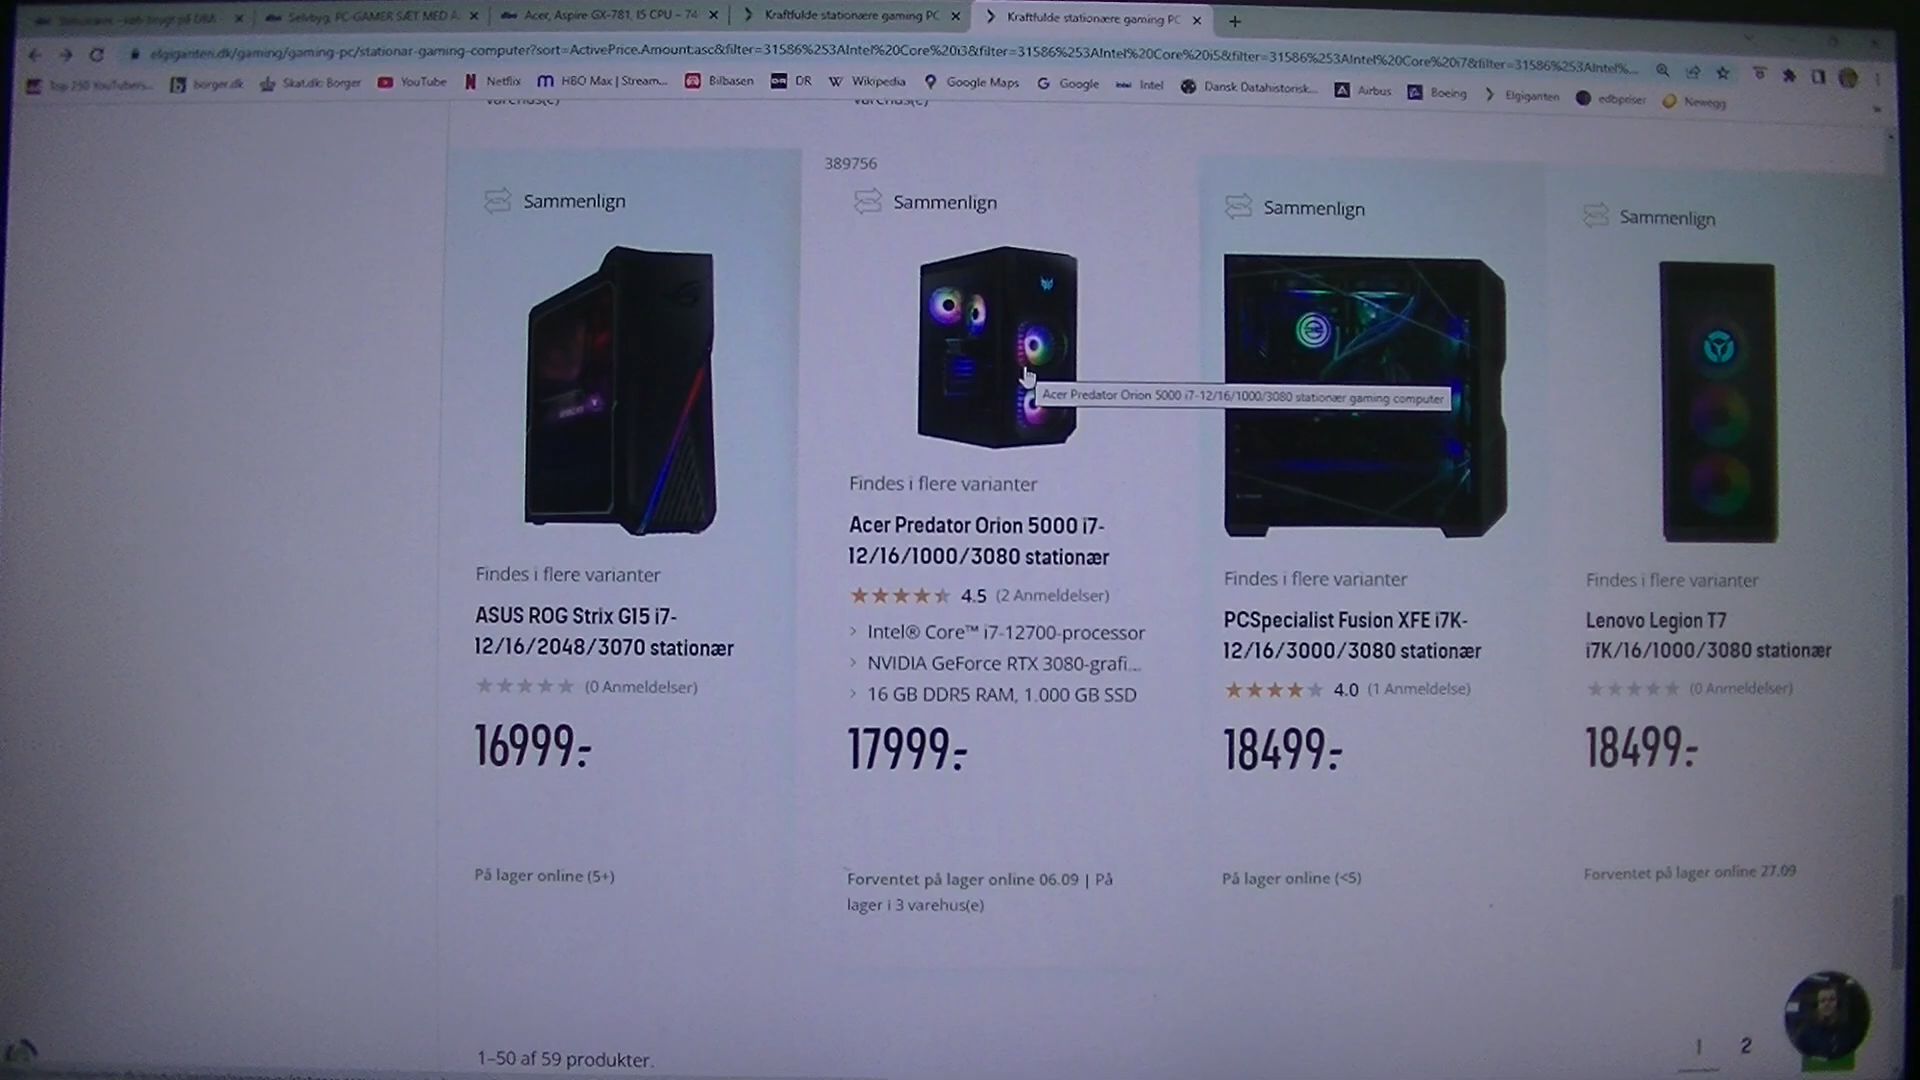 Selvbyg, PC-GAMER SÆT MED A
Acer, Aspire GX-781, I5 CPU – 74
Kraftfulde stationære gaming PC
Kraftfulde stationære gaming PC
elgiganten.dk/gaming/gaming-pc/stationar-gaming-computer?sort=ActivePrice.Amount:asc&filter=31586%253AIntel%20Core%20i3&filter=31586%253AIntel%20Core%20i5&filter=31586%253AIntel%20Core%20i7&filter=31586%253AIntel%...
Top 250 YouTubers...
borger.dk
Skat.dk: Borger
YouTube
Netflix
HBO Max | Stream...
Bilbasen
DR
Wikipedia
Google Maps
Google
Intel
Dansk Datahistorisk...
Airbus
Boeing
Elgiganten
edbpriser
Newegg
varehus(e)
varehus(e)
389756
Sammenlign
Sammenlign
Sammenlign
Sammenlign
Acer Predator Orion 5000 i7-12/16/1000/3080 stationær gaming computer
Findes i flere varianter
ASUS ROG Strix G15 i7-
12/16/2048/3070 stationær
(0 Anmeldelser)
16999.-
På lager online (5+)
Findes i flere varianter
Acer Predator Orion 5000 i7-
12/16/1000/3080 stationær
4.5 (2 Anmeldelser)
Intel® Core™ i7-12700-processor
NVIDIA GeForce RTX 3080-grafi...
16 GB DDR5 RAM, 1.000 GB SSD
17999.-
Forventet på lager online 06.09 | På
lager i 3 varehus(e)
Findes i flere varianter
PCSpecialist Fusion XFE i7K-
12/16/3000/3080 stationær
4.0 (1 Anmeldelse)
18499.-
På lager online (<5)
Findes i flere varianter
Lenovo Legion T7
i7K/16/1000/3080 stationær
(0 Anmeldelser)
18499.-
Forventet på lager online 27.09
1–50 af 59 produkter.
1 2